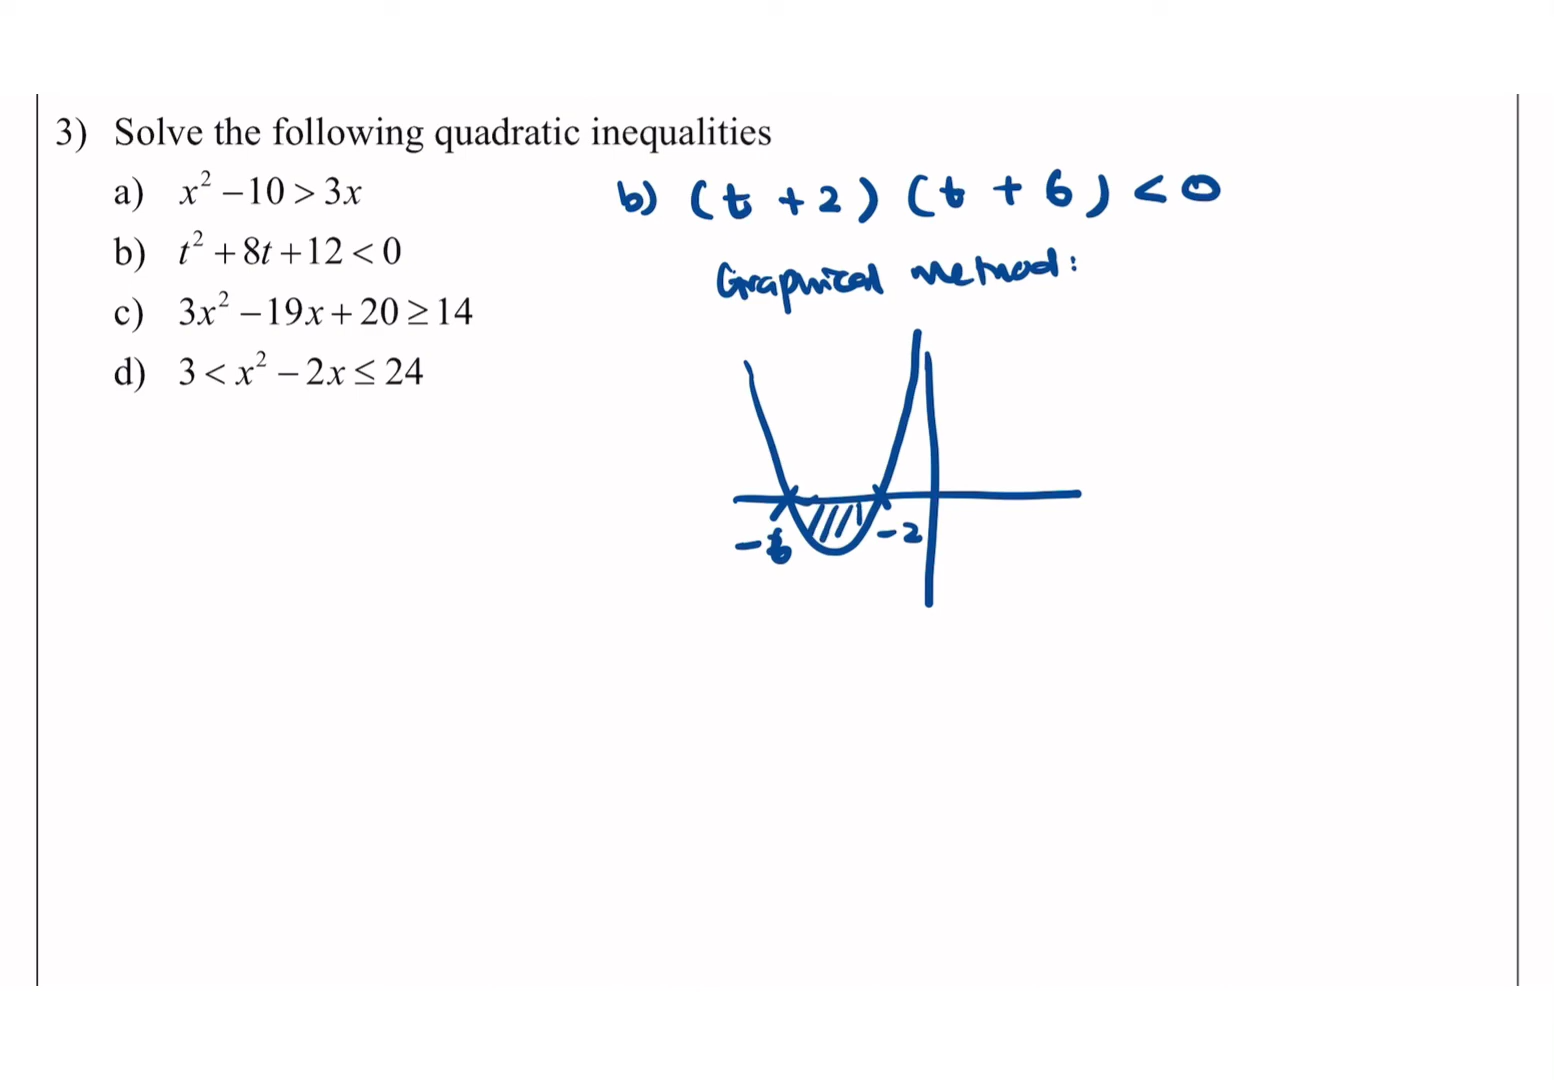 3) Solve the following quadratic inequalities
a) x² − 10 > 3x
b) t² + 8t + 12 < 0
c) 3x² − 19x + 20 ≥ 14
d) 3 < x² − 2x ≤ 24
b) (t + 2) (t + 6) < 0
Graphical method:
-6
-2